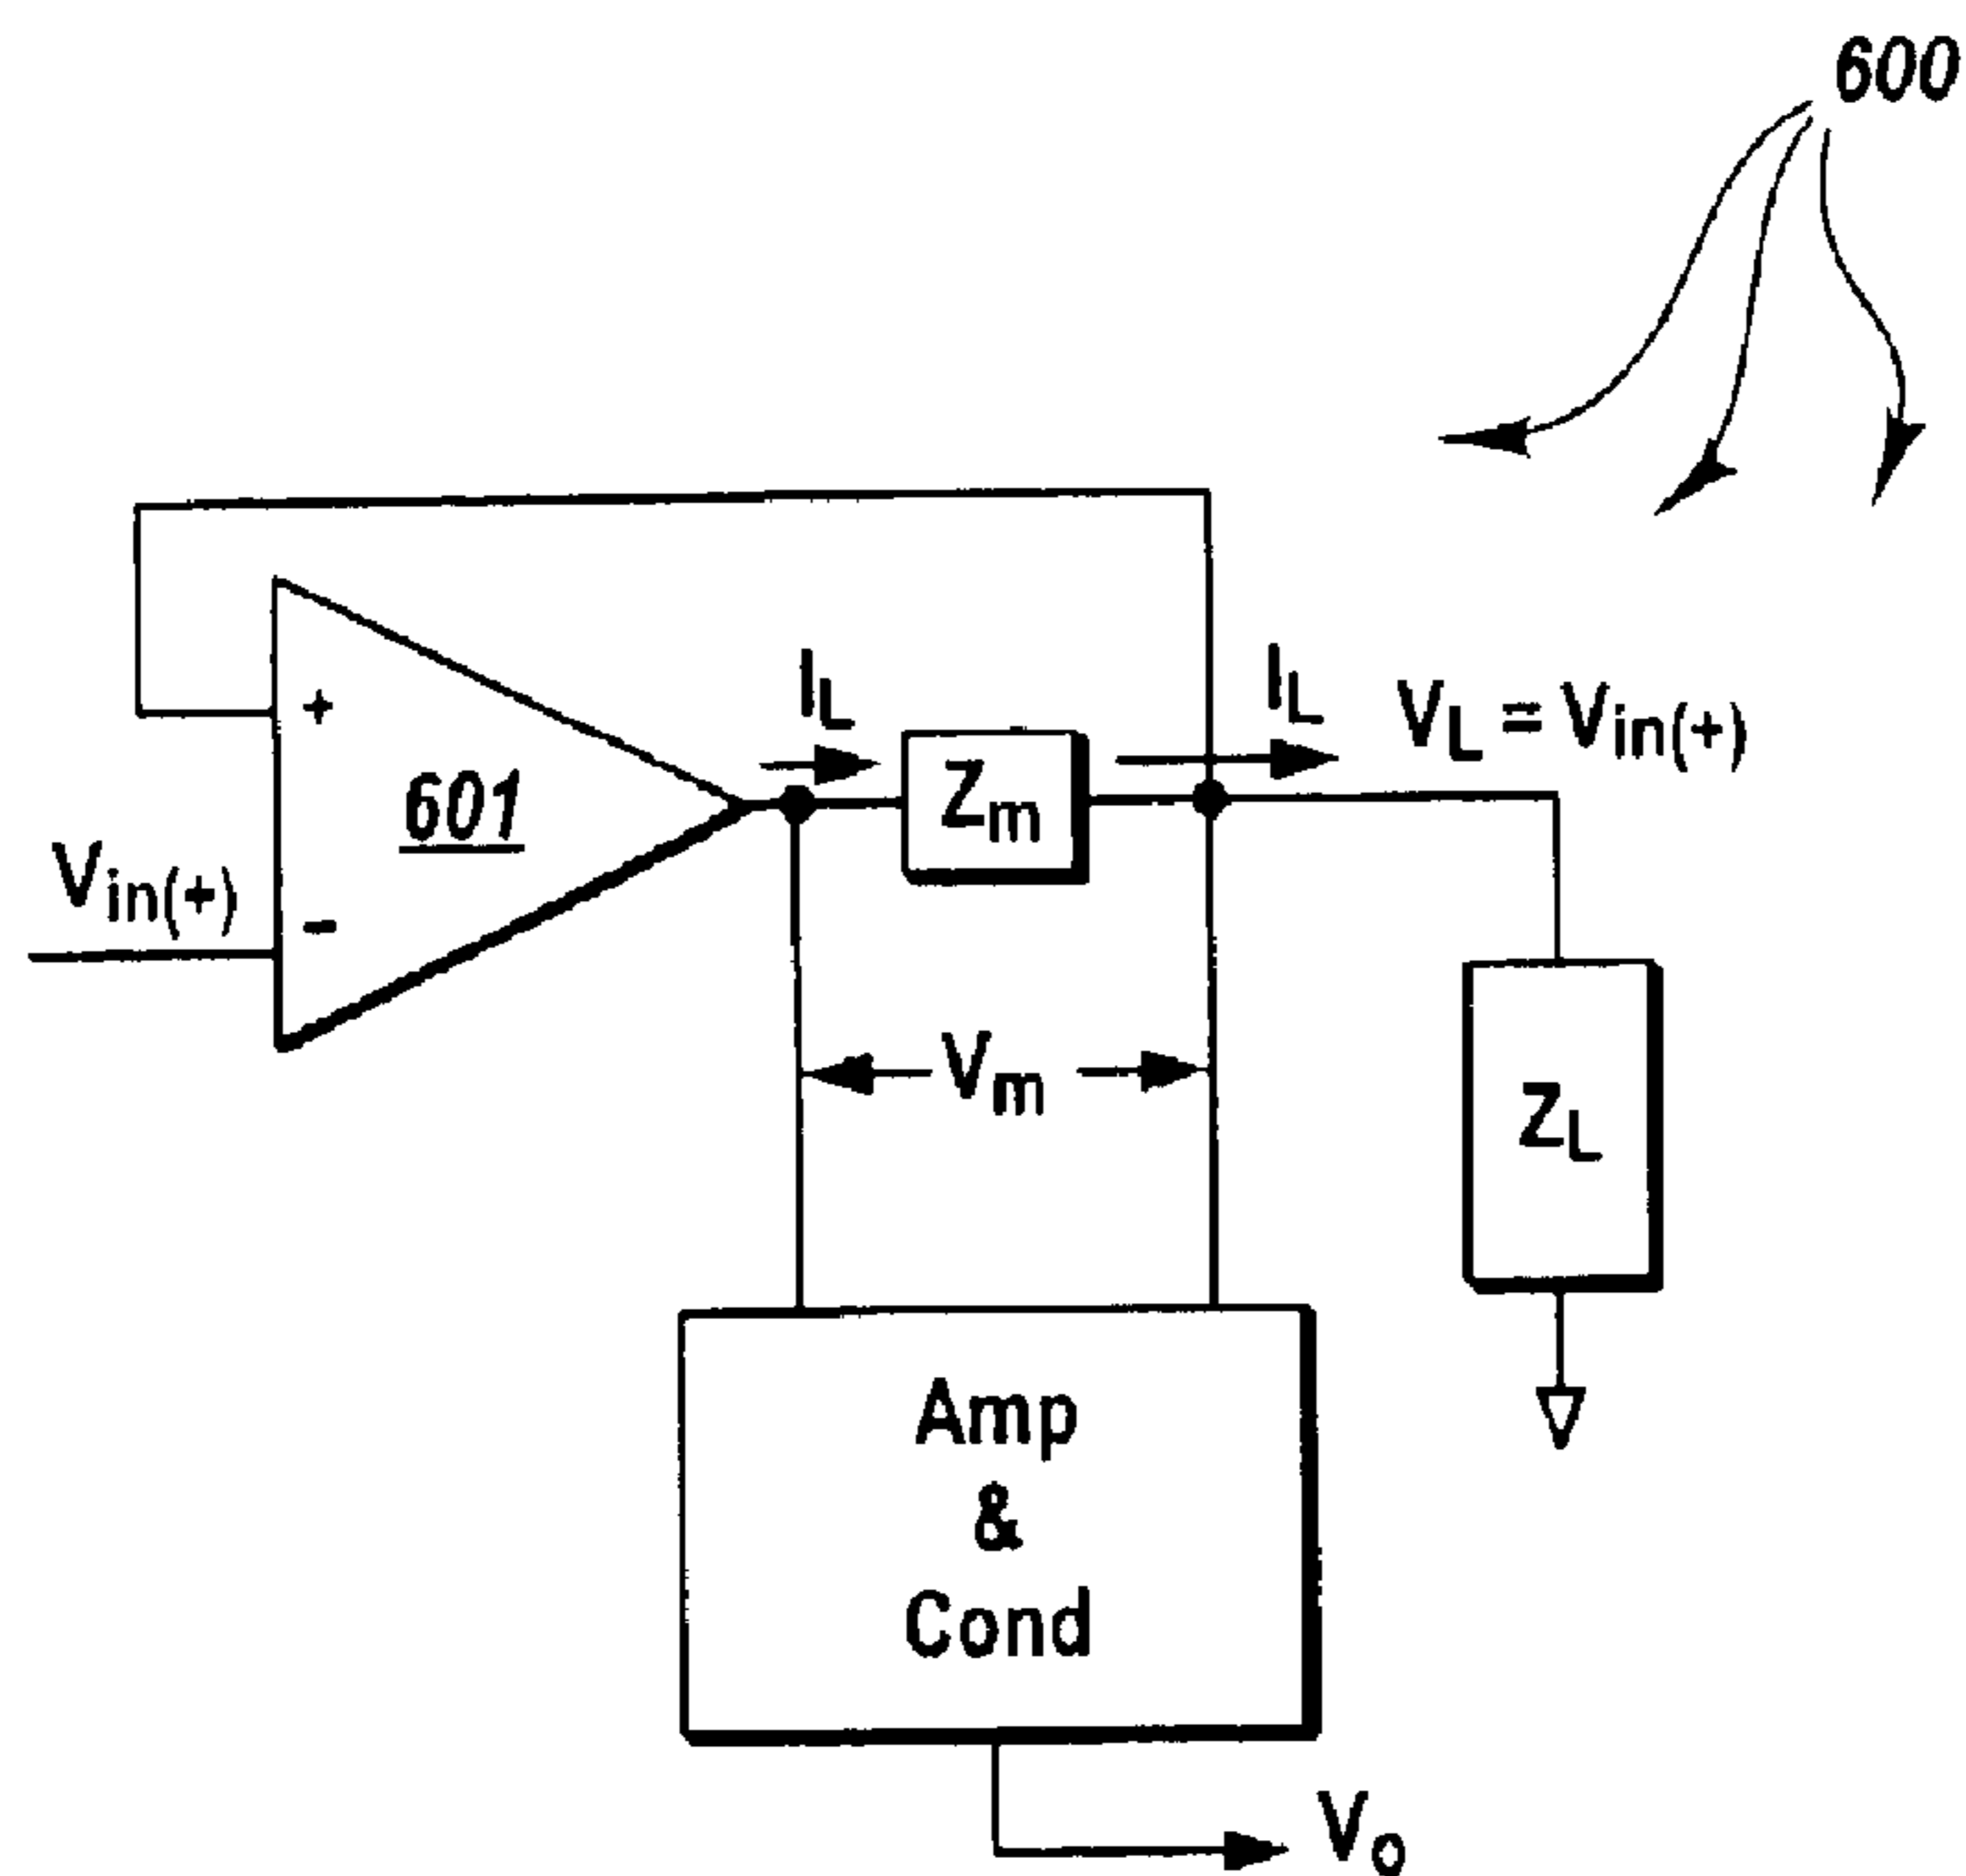 600
I_L
I_L
V_L = V_in(+)
+
601
Z_m
V_in(+)
-
V_m
Z_L
Amp
&
Cond
V_o